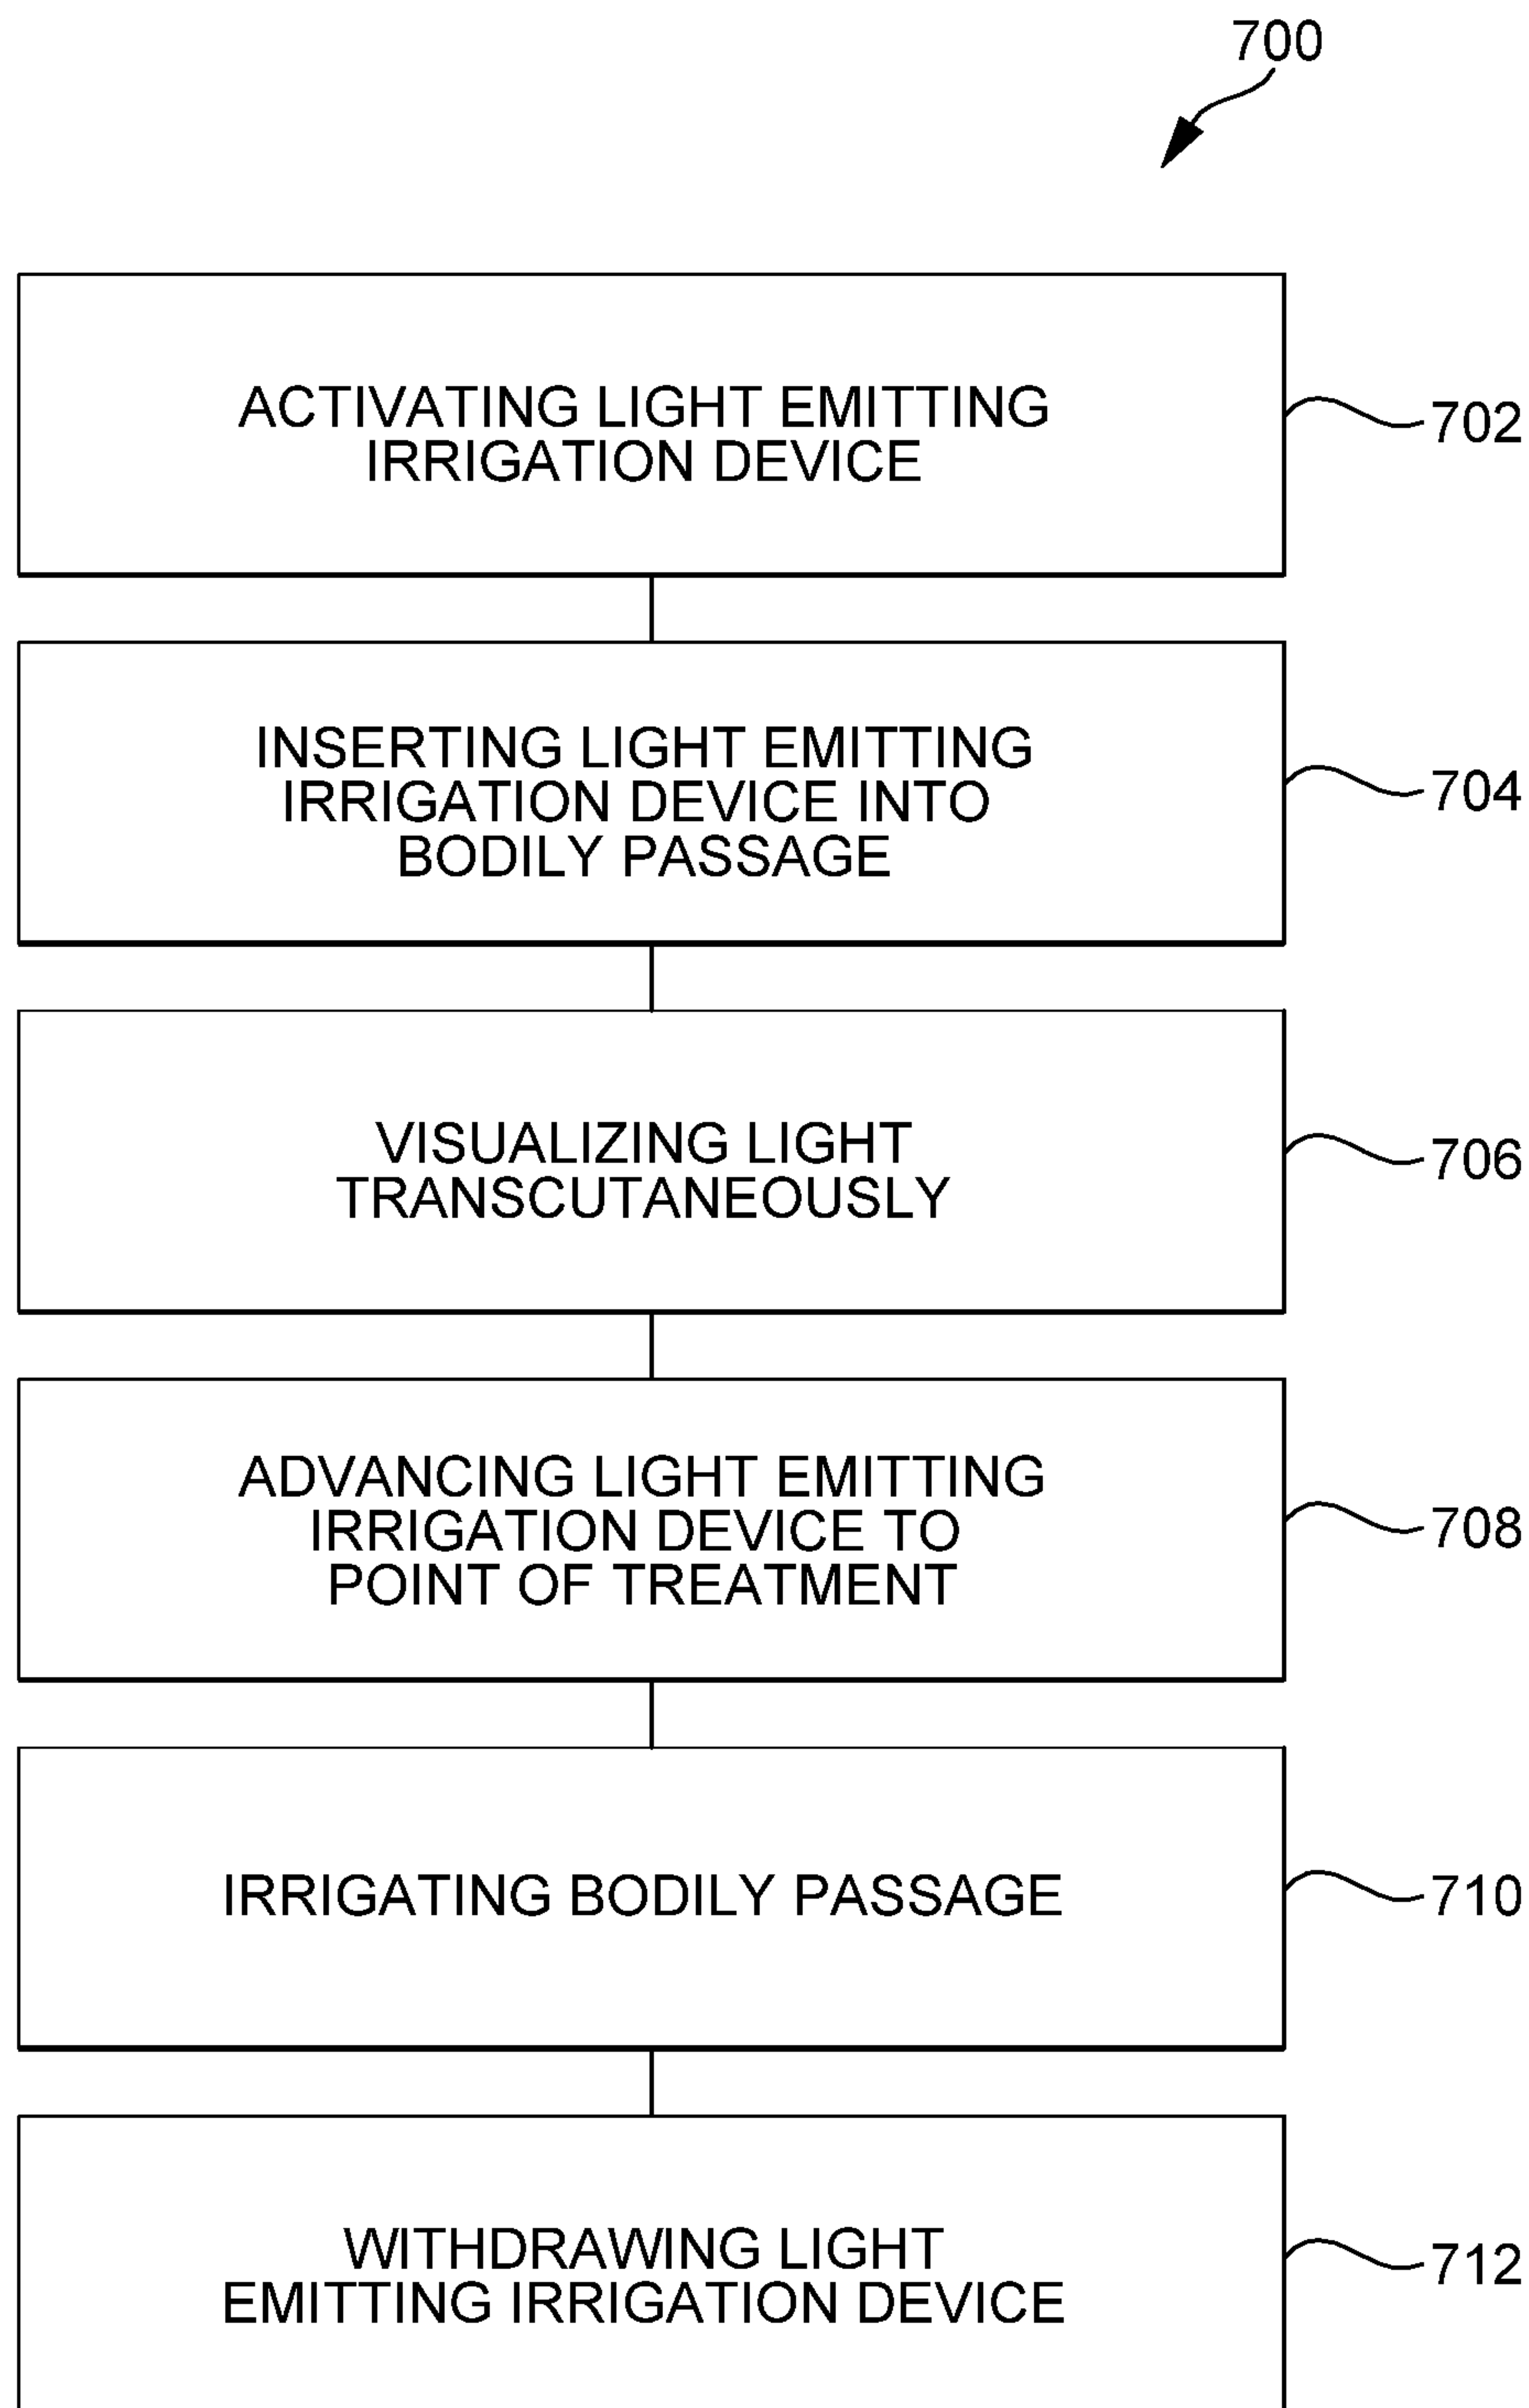 700
ACTIVATING LIGHT EMITTING
IRRIGATION DEVICE
702
INSERTING LIGHT EMITTING
IRRIGATION DEVICE INTO
BODILY PASSAGE
704
VISUALIZING LIGHT
TRANSCUTANEOUSLY
706
ADVANCING LIGHT EMITTING
IRRIGATION DEVICE TO
POINT OF TREATMENT
708
IRRIGATING BODILY PASSAGE
710
WITHDRAWING LIGHT
EMITTING IRRIGATION DEVICE
712